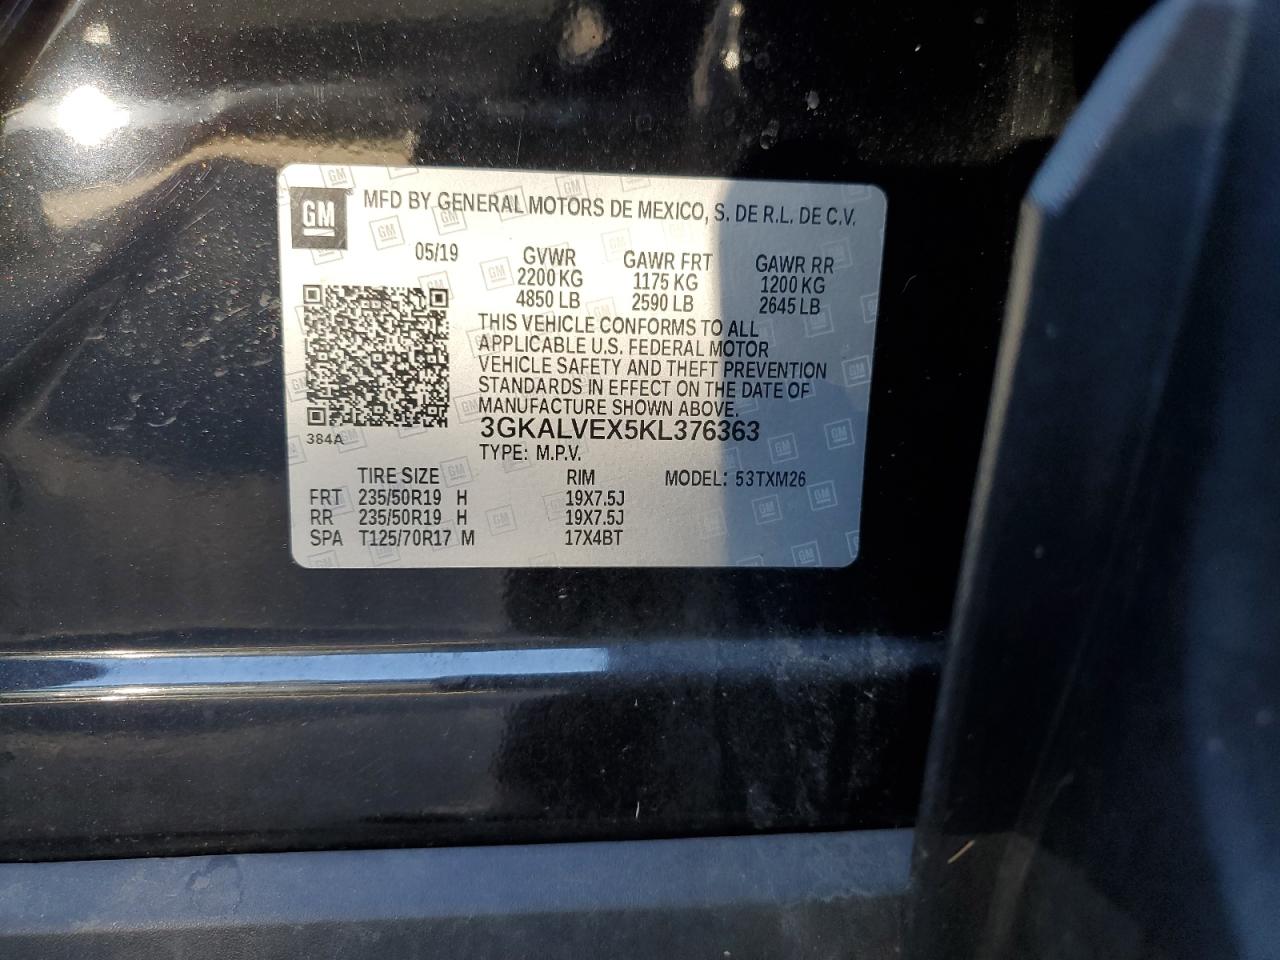 GM MFD BY GENERAL MOTORS DE MEXICO, S. DE R.L. DE C.V.
05/19 GVWR GAWR FRT GAWR RR
2200 KG 1175 KG 1200 KG
4850 LB 2590 LB 2645 LB
THIS VEHICLE CONFORMS TO ALL
APPLICABLE U.S. FEDERAL MOTOR
VEHICLE SAFETY AND THEFT PREVENTION
STANDARDS IN EFFECT ON THE DATE OF
MANUFACTURE SHOWN ABOVE.
3GKALVEX5KL376363
384A
TYPE: M.P.V.
TIRE SIZE RIM MODEL: 53TXM26
FRT 235/50R19 H 19X7.5J
RR 235/50R19 H 19X7.5J
SPA T125/70R17 M 17X4BT